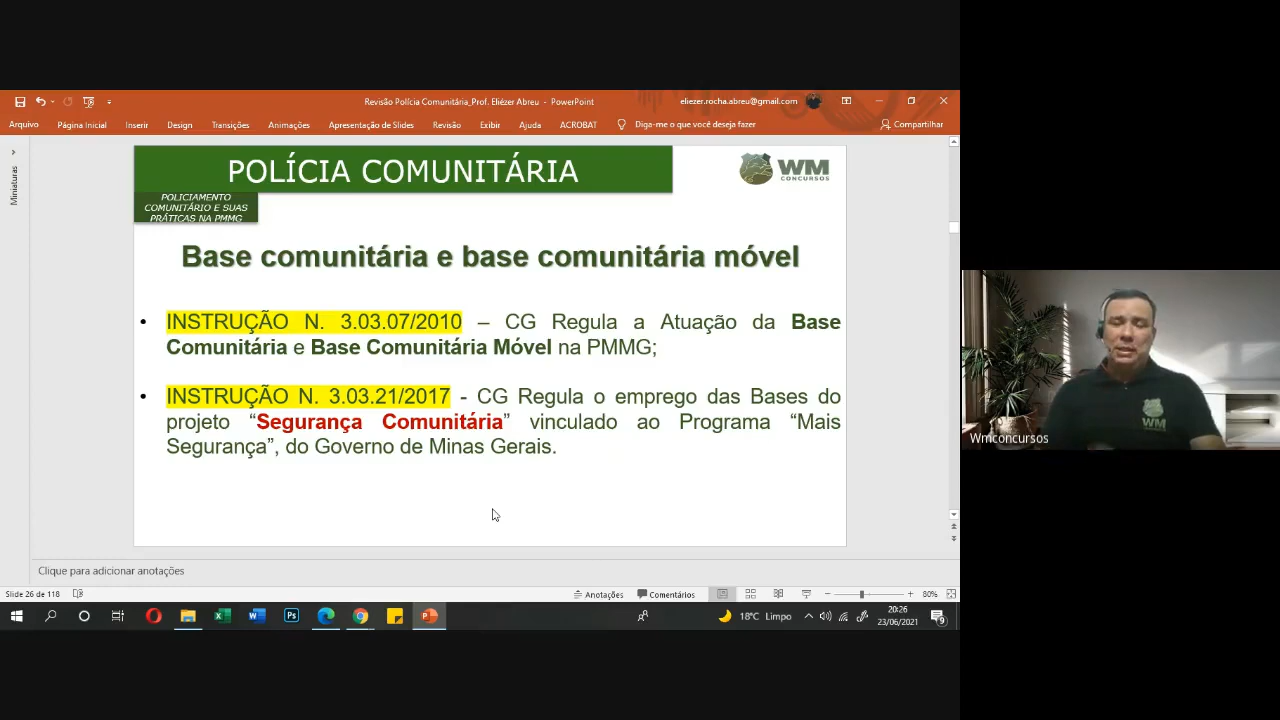 Revisão Polícia Comunitária_Prof. Eliézer Abreu - PowerPoint
eliezer.rocha.abreu@gmail.com
Arquivo Página Inicial Inserir Design Transições Animações Apresentação de Slides Revisão Exibir Ajuda ACROBAT Diga-me o que você deseja fazer Compartilhar
Miniaturas
POLÍCIA COMUNITÁRIA
WM
CONCURSOS
POLICIAMENTO
COMUNITÁRIO E SUAS
PRÁTICAS NA PMMG
Base comunitária e base comunitária móvel
• INSTRUÇÃO N. 3.03.07/2010 – CG Regula a Atuação da Base
Comunitária e Base Comunitária Móvel na PMMG;
• INSTRUÇÃO N. 3.03.21/2017 - CG Regula o emprego das Bases do
projeto “Segurança Comunitária” vinculado ao Programa “Mais
Segurança”, do Governo de Minas Gerais.
WM
Wmconcursos
Clique para adicionar anotações
Slide 26 de 118 Anotações Comentários 80%
18°C Limpo
20:26
23/06/2021
9